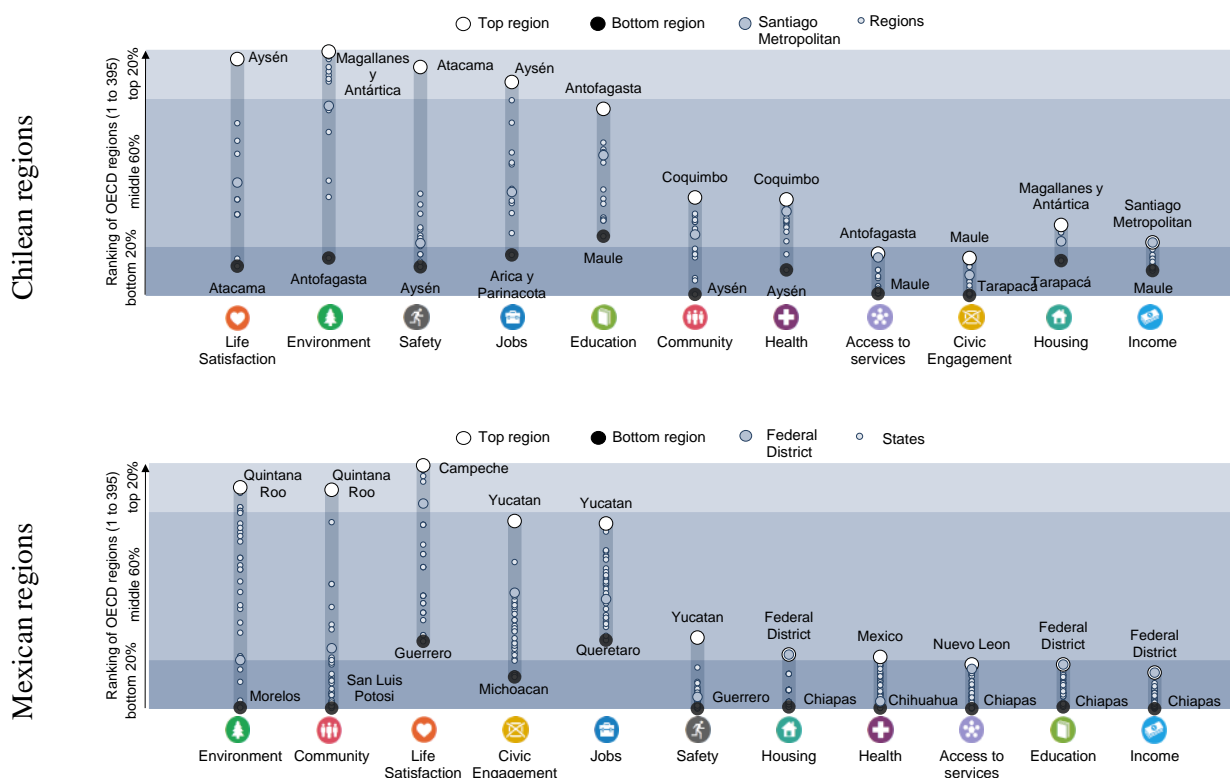 Top region
Bottom region
Santiago
Metropolitan
Regions
Chilean regions
Ranking of OECD regions (1 to 395)
bottom 20%
middle 60%
top 20%
Aysén
Magallanes
y
Antártica
Atacama
Aysén
Antofagasta
Coquimbo
Coquimbo
Antofagasta
Maule
Magallanes y
Antártica
Santiago
Metropolitan
Atacama
Antofagasta
Aysén
Arica y
Parinacota
Maule
Aysén
Aysén
Maule
Tarapacá
Tarapacá
Maule
Life
Satisfaction
Environment
Safety
Jobs
Education
Community
Health
Access to
services
Civic
Engagement
Housing
Income
Top region
Bottom region
Federal
District
States
Mexican regions
Ranking of OECD regions (1 to 395)
bottom 20%
middle 60%
top 20%
Quintana
Roo
Quintana
Roo
Campeche
Yucatan
Yucatan
Yucatan
Federal
District
Mexico
Nuevo Leon
Federal
District
Federal
District
Morelos
San Luis
Potosi
Guerrero
Michoacan
Queretaro
Guerrero
Chiapas
Chihuahua
Chiapas
Chiapas
Chiapas
Environment
Community
Life
Satisfaction
Civic
Engagement
Jobs
Safety
Housing
Health
Access to
services
Education
Income